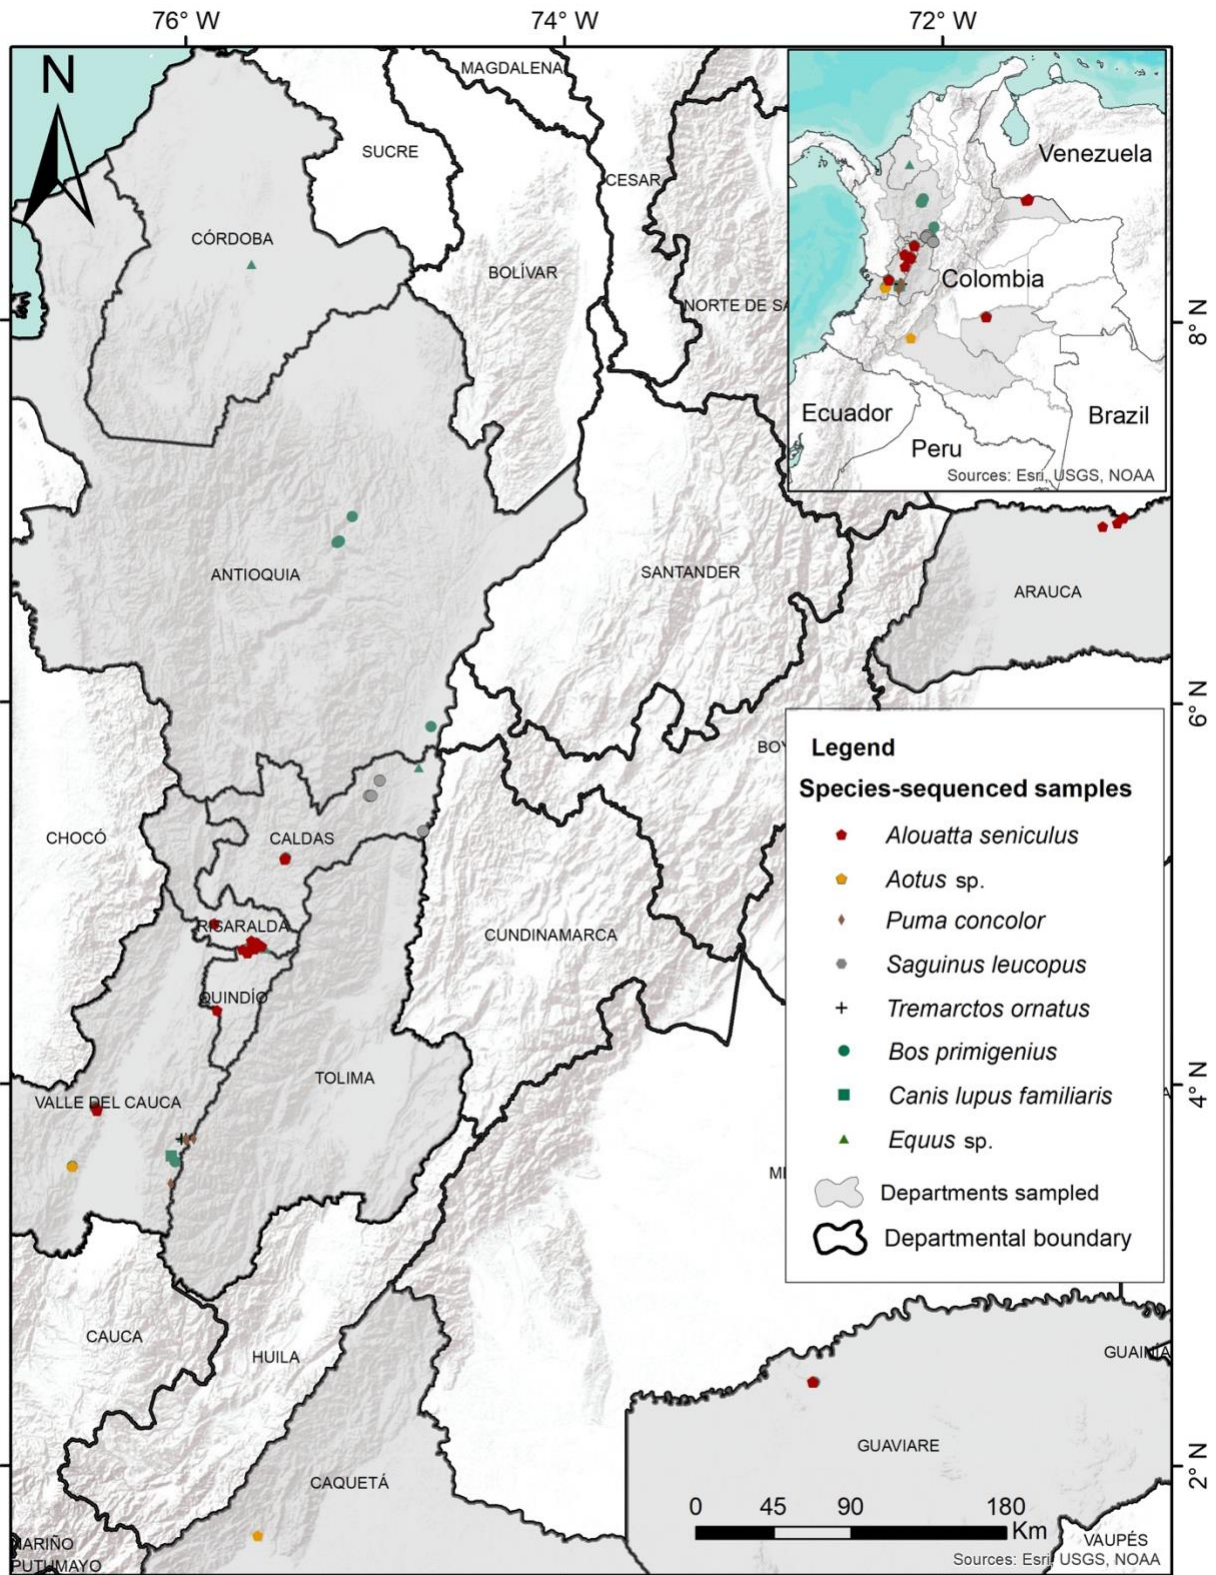 76° W
74° W
72° W
N
MAGDALENA
SUCRE
CESAR
CÓRDOBA
BOLÍVAR
NORTE DE SA
Venezuela
Colombia
Ecuador
Brazil
Peru
Sources: Esri, USGS, NOAA
8° N
ANTIOQUIA
SANTANDER
ARAUCA
6° N
BOY
CHOCÓ
CALDAS
RISARALDA
CUNDINAMARCA
QUINDÍO
TOLIMA
VALLE DEL CAUCA
4° N
Legend
Species-sequenced samples
Alouatta seniculus
Aotus sp.
Puma concolor
Saguinus leucopus
Tremarctos ornatus
Bos primigenius
Canis lupus familiaris
Equus sp.
Departments sampled
Departmental boundary
CAUCA
HUILA
GUAINÍA
GUAVIARE
CAQUETÁ
2° N
0 45 90 180
Km
NARIÑO
PUTUMAYO
VAUPÉS
Sources: Esri, USGS, NOAA